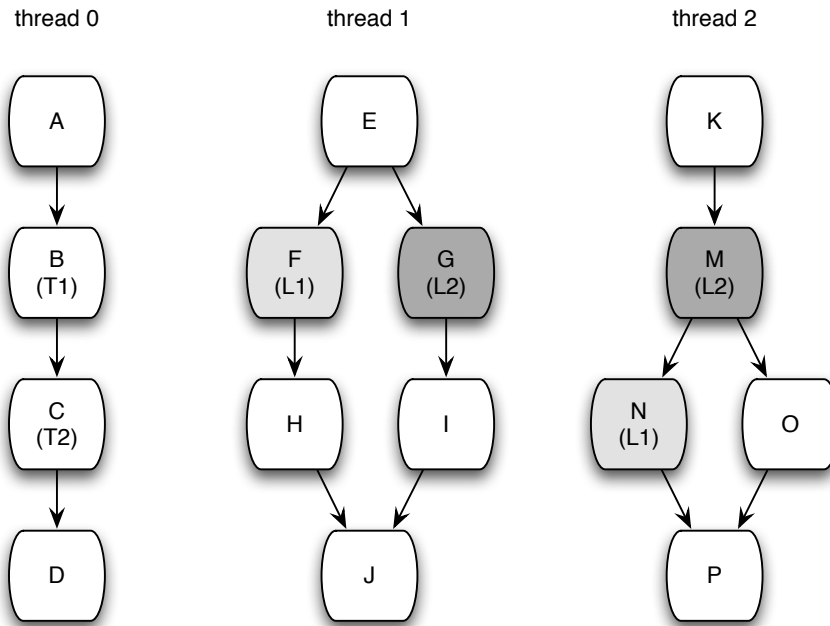 thread 0
thread 1
thread 2
A
E
K
B
(T1)
F
(L1)
G
(L2)
M
(L2)
C
(T2)
H
I
N
(L1)
O
D
J
P